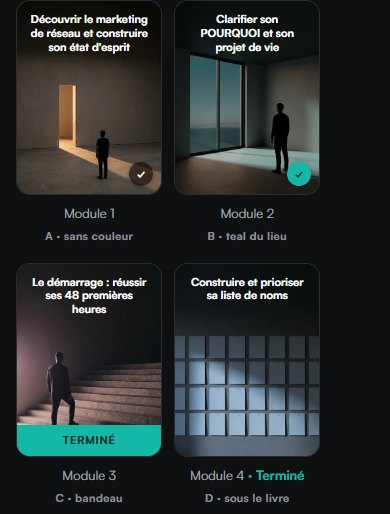 Découvrir le marketing
de réseau et construire
son état d'esprit
Clarifier son
POURQUOI et son
projet de vie
Module 1
Module 2
A · sans couleur
B · teal du lieu
Le démarrage : réussir
ses 48 premières
heures
Construire et prioriser
sa liste de noms
TERMINÉ
Module 3
Module 4 · Terminé
C · bandeau
D · sous le livre